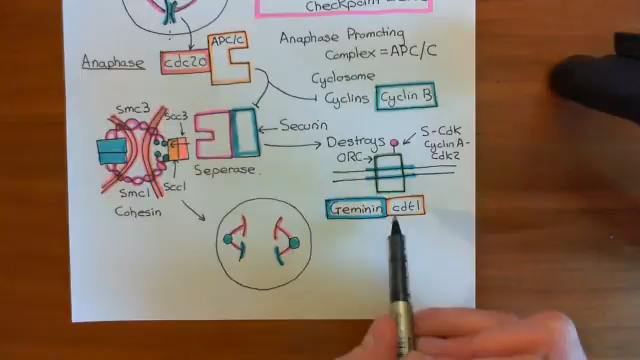 Checkpoint
Anaphase
cdc20
APC/C
Anaphase Promoting
Complex = APC/C
Cyclosome
Cyclins
Cyclin B
Smc3
Scc3
Securin
Seperase.
Smc1
Scc1
Cohesin
Destroys
ORC
S-Cdk
Cyclin A-
Cdk2
Geminin
cdt1